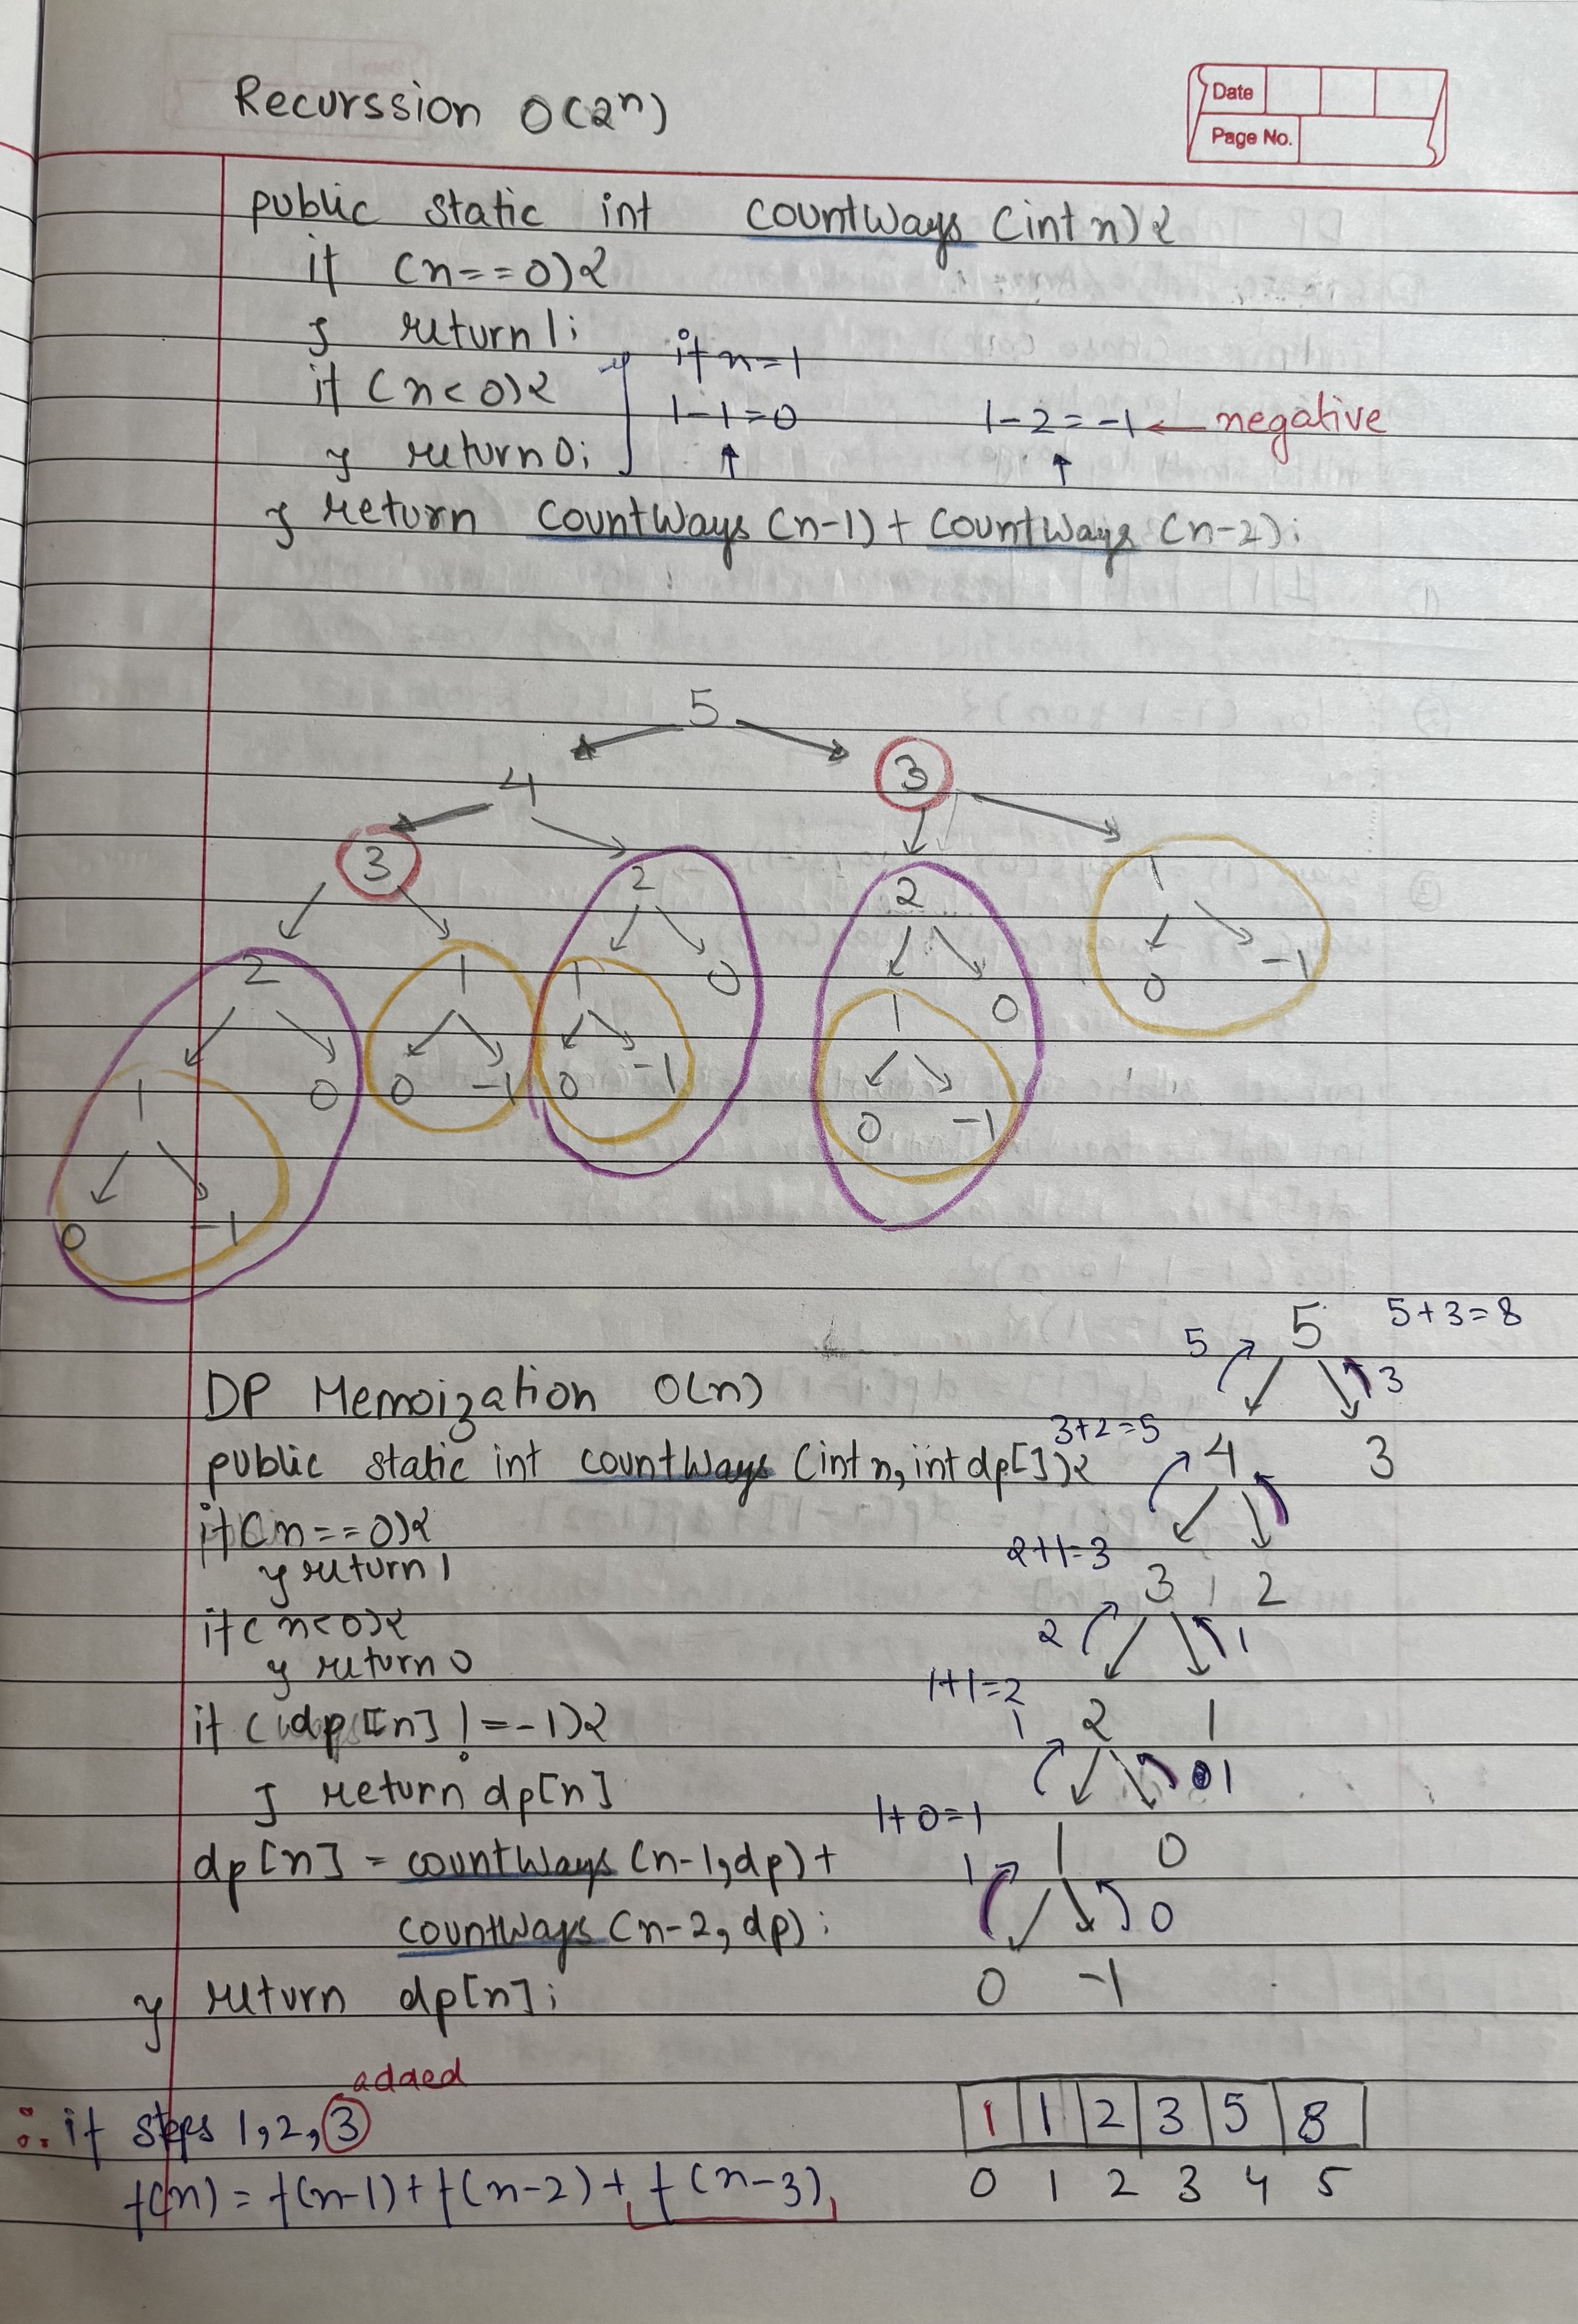 Recurssion O(2ⁿ)
Date
Page No.
public static int countWays (int n){
if (n==0){
} return 1;
if (n<0){
} return 0;
if n=1
1-1=0
↑
1-2=-1 ← negative
↑
} return countWays (n-1) + countWays (n-2);
5
4 3
3 2 2 1
2 1 1 0 1 0 0 -1
1 0 0 -1 0 -1 0 -1
0 -1
DP Memoization O(n)
public static int countWays (int n, int dp[]){
if(n==0){
} return 1
if(n<0){
} return 0
if (dp[n] != -1){
} return dp[n]
dp[n] = countWays (n-1, dp) +
countWays (n-2, dp);
} return dp[n];
5 5 5+3=8
3
3+2=5 4 3
2+1=3 3 1 2
2 1
1+1=2
1 2 1
1
1+0=1
1 1 0
0
0 -1
added
∴ if steps 1,2,3
f(n) = f(n-1) + f(n-2) + f(n-3)
1 1 2 3 5 8
0 1 2 3 4 5